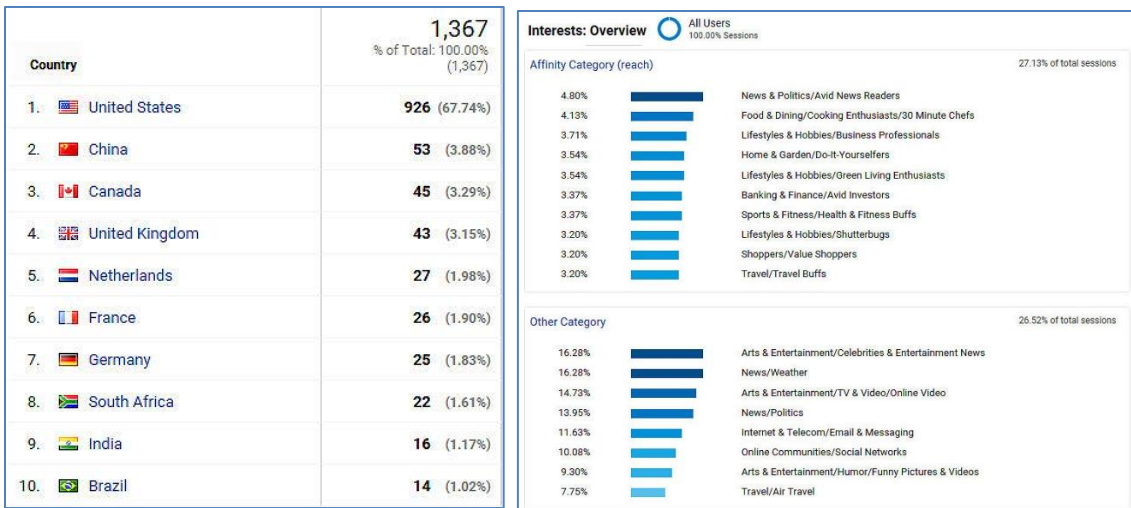 1,367
% of Total: 100.00%
(1,367)
Country
1. United States 926 (67.74%)
2. China 53 (3.88%)
3. Canada 45 (3.29%)
4. United Kingdom 43 (3.15%)
5. Netherlands 27 (1.98%)
6. France 26 (1.90%)
7. Germany 25 (1.83%)
8. South Africa 22 (1.61%)
9. India 16 (1.17%)
10. Brazil 14 (1.02%)
Interests: Overview
All Users
100.00% Sessions
Affinity Category (reach) 27.13% of total sessions
4.80% News & Politics/Avid News Readers
4.13% Food & Dining/Cooking Enthusiasts/30 Minute Chefs
3.71% Lifestyles & Hobbies/Business Professionals
3.54% Home & Garden/Do-It-Yourselfers
3.54% Lifestyles & Hobbies/Green Living Enthusiasts
3.37% Banking & Finance/Avid Investors
3.37% Sports & Fitness/Health & Fitness Buffs
3.20% Lifestyles & Hobbies/Shutterbugs
3.20% Shoppers/Value Shoppers
3.20% Travel/Travel Buffs
Other Category 26.52% of total sessions
16.28% Arts & Entertainment/Celebrities & Entertainment News
16.28% News/Weather
14.73% Arts & Entertainment/TV & Video/Online Video
13.95% News/Politics
11.63% Internet & Telecom/Email & Messaging
10.08% Online Communities/Social Networks
9.30% Arts & Entertainment/Humor/Funny Pictures & Videos
7.75% Travel/Air Travel